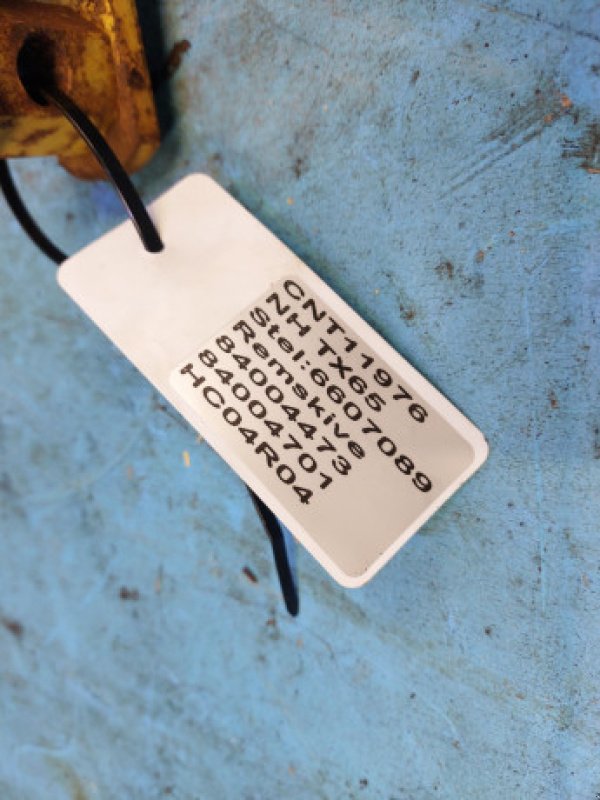 CNT11976
NH TX65
Stel:6607089
Remskive
84004473
84004701
HC04R04